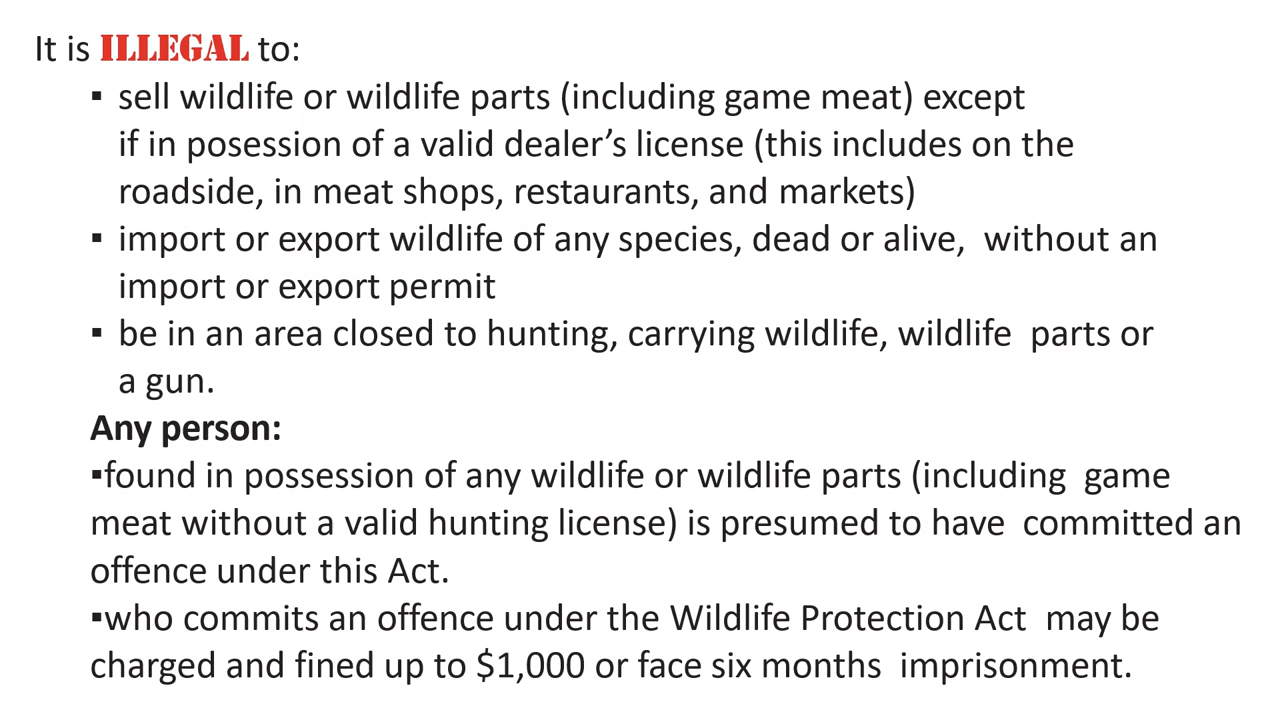 It is ILLEGAL to:
▪ sell wildlife or wildlife parts (including game meat) except
if in posession of a valid dealer’s license (this includes on the
roadside, in meat shops, restaurants, and markets)
▪ import or export wildlife of any species, dead or alive,  without an
import or export permit
▪ be in an area closed to hunting, carrying wildlife, wildlife  parts or
a gun.
Any person:
▪found in possession of any wildlife or wildlife parts (including  game
meat without a valid hunting license) is presumed to have  committed an
offence under this Act.
▪who commits an offence under the Wildlife Protection Act  may be
charged and fined up to $1,000 or face six months  imprisonment.